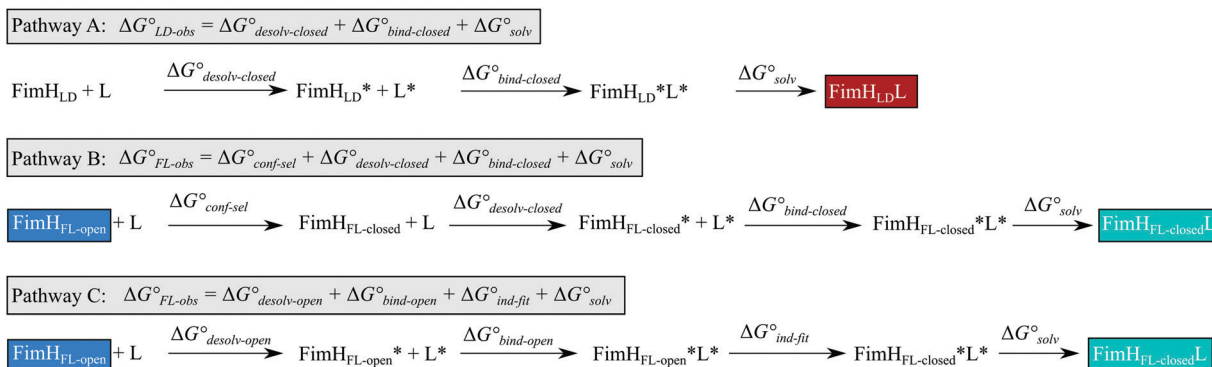 Pathway A: ΔG°LD-obs = ΔG°desolv-closed + ΔG°bind-closed + ΔG°solv
ΔG°desolv-closed ΔG°bind-closed ΔG°solv
FimHLD + L FimHLD* + L* FimHLD*L* FimHLDL
Pathway B: ΔG°FL-obs = ΔG°conf-sel + ΔG°desolv-closed + ΔG°bind-closed + ΔG°solv
ΔG°conf-sel ΔG°desolv-closed ΔG°bind-closed ΔG°solv
FimHFL-open + L FimHFL-closed + L FimHFL-closed* + L* FimHFL-closed*L* FimHFL-closedL
Pathway C: ΔG°FL-obs = ΔG°desolv-open + ΔG°bind-open + ΔG°ind-fit + ΔG°solv
ΔG°desolv-open ΔG°bind-open ΔG°ind-fit ΔG°solv
FimHFL-open + L FimHFL-open* + L* FimHFL-open*L* FimHFL-closed*L* FimHFL-closedL